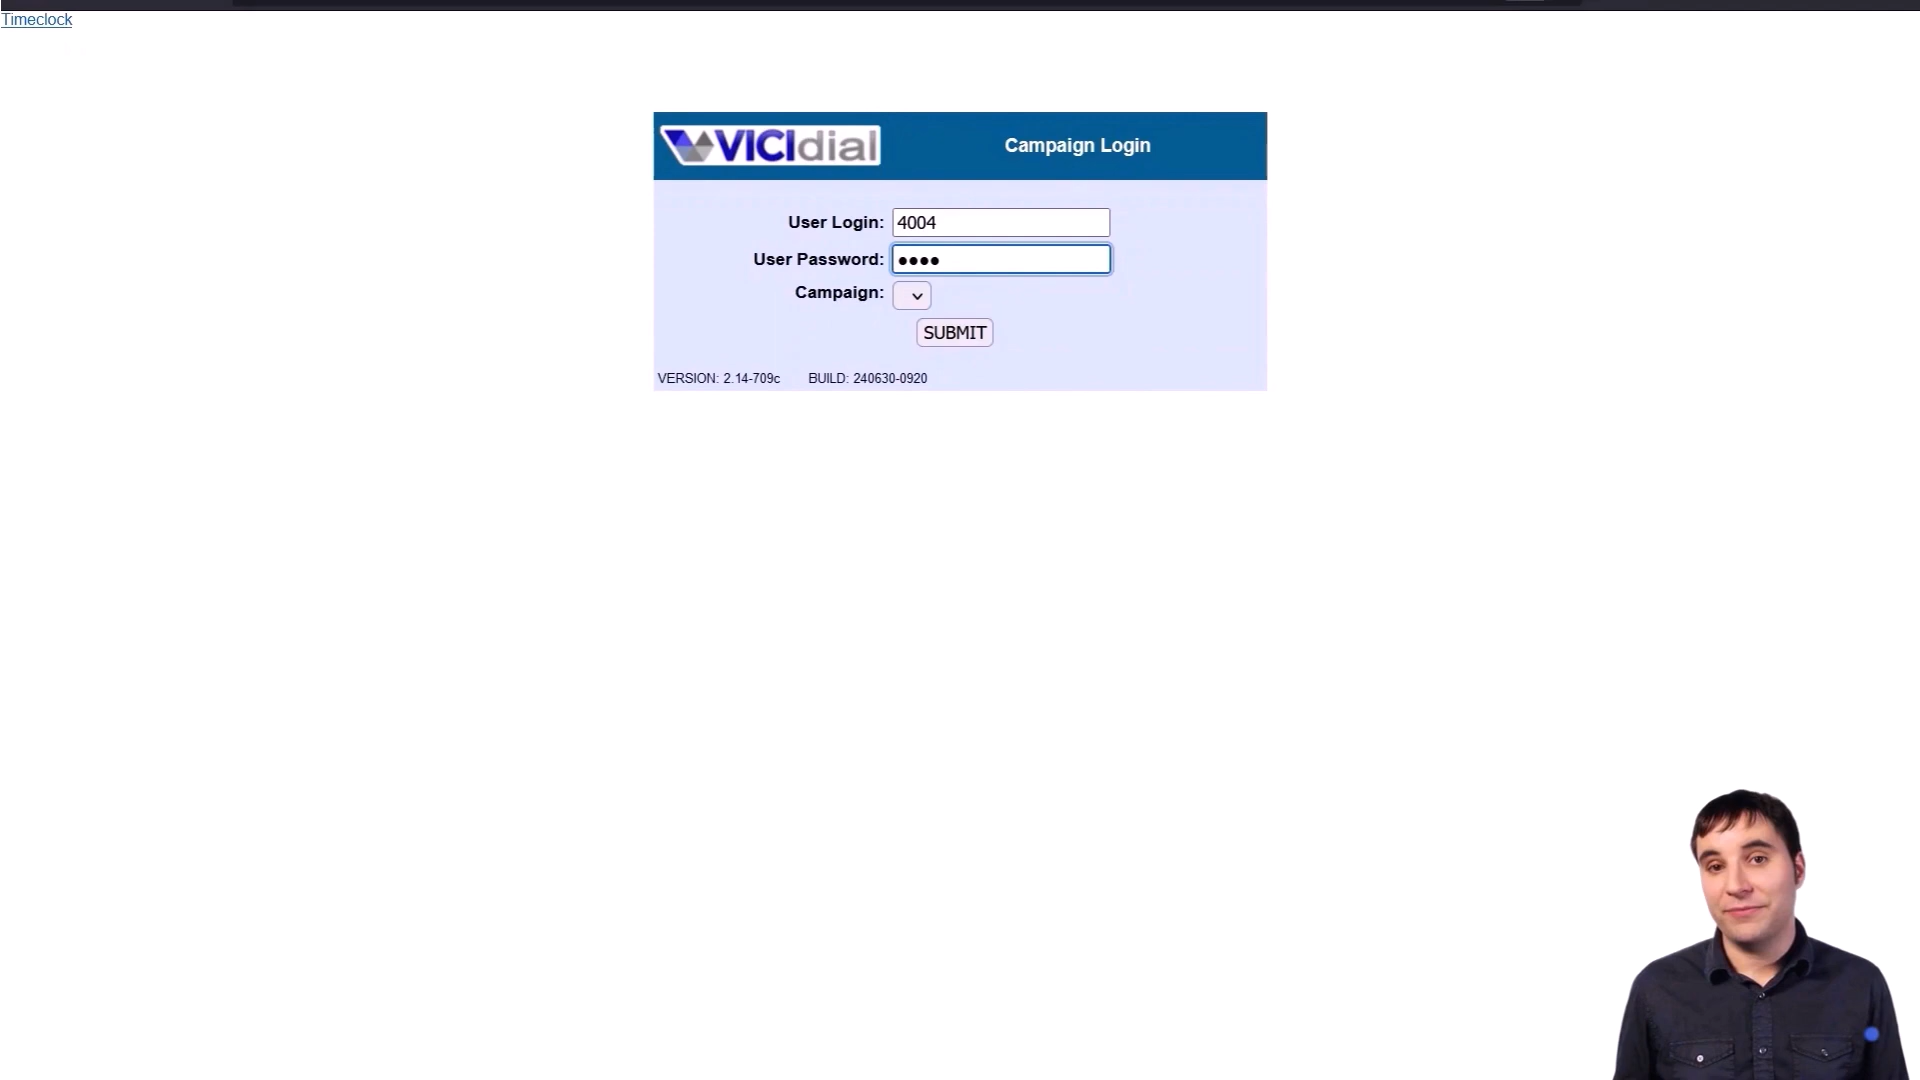 Timeclock
VICIdial
Campaign Login
User Login: 4004
User Password: ●●●●
Campaign:
SUBMIT
VERSION: 2.14-709c BUILD: 240630-0920